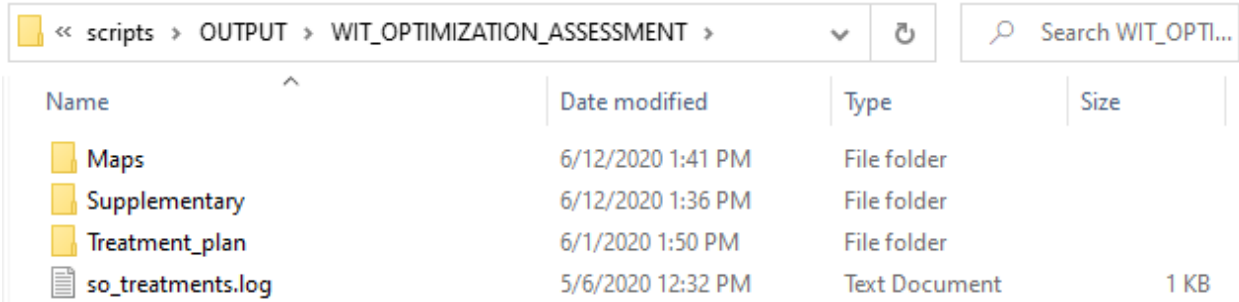 « scripts > OUTPUT > WIT_OPTIMIZATION_ASSESSMENT > Search WIT_OPTI...
Name Date modified Type Size
Maps 6/12/2020 1:41 PM File folder
Supplementary 6/12/2020 1:36 PM File folder
Treatment_plan 6/1/2020 1:50 PM File folder
so_treatments.log 5/6/2020 12:32 PM Text Document 1 KB